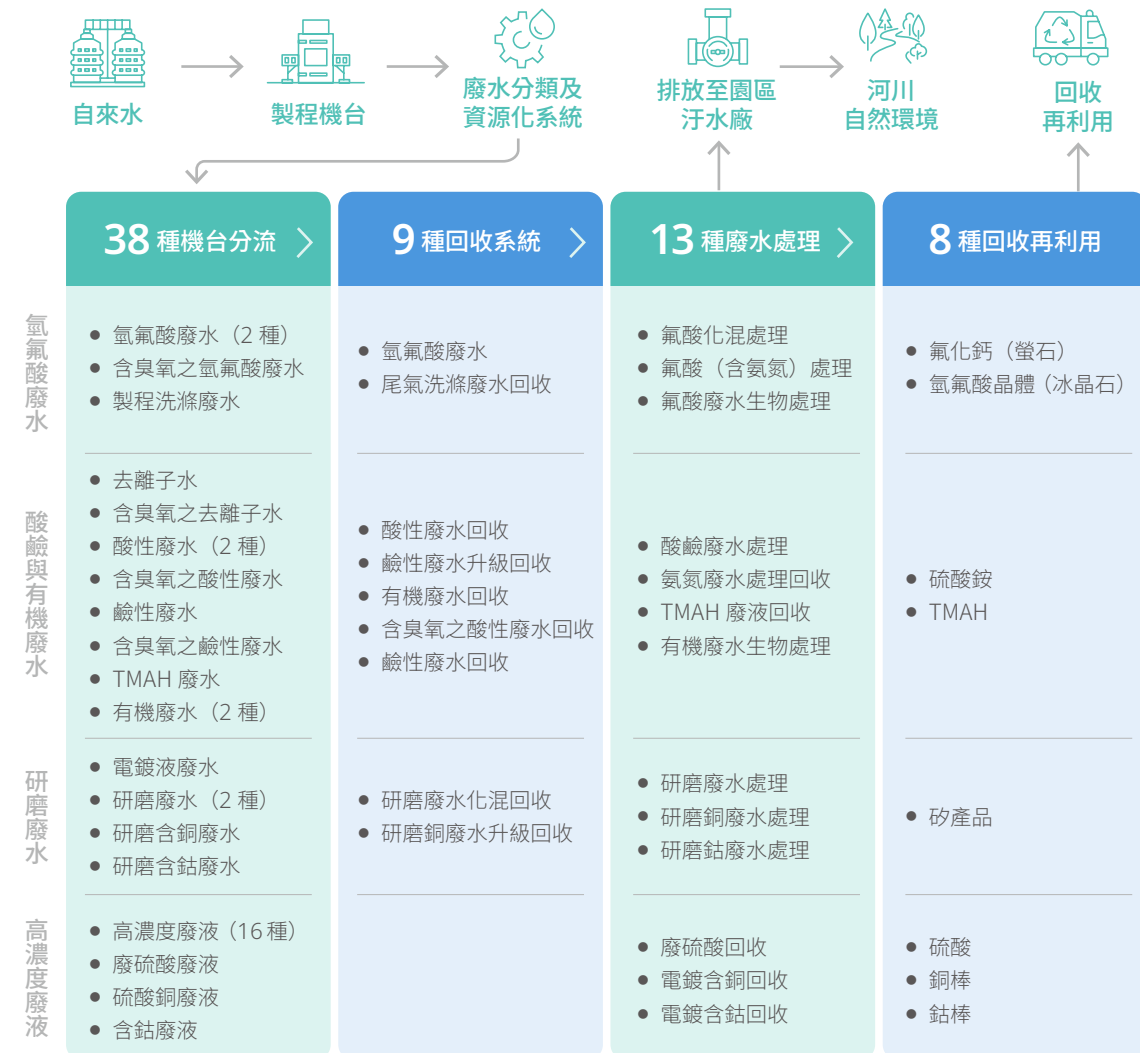 自來水
製程機台
廢水分類及
資源化系統
排放至園區
汙水廠
河川
自然環境
回收
再利用
38 種機台分流
9 種回收系統
13 種廢水處理
8 種回收再利用
氫氟酸廢水
氫氟酸廢水（2 種）
含臭氧之氫氟酸廢水
製程洗滌廢水
氫氟酸廢水
尾氣洗滌廢水回收
氟酸化混處理
氟酸（含氨氮）處理
氟酸廢水生物處理
氟化鈣（螢石）
氫氟酸晶體（冰晶石）
酸鹼與有機廢水
去離子水
含臭氧之去離子水
酸性廢水（2 種）
含臭氧之酸性廢水
鹼性廢水
含臭氧之鹼性廢水
TMAH 廢水
有機廢水（2 種）
酸性廢水回收
鹼性廢水升級回收
有機廢水回收
含臭氧之酸性廢水回收
鹼性廢水回收
酸鹼廢水處理
氨氮廢水處理回收
TMAH 廢液回收
有機廢水生物處理
硫酸銨
TMAH
研磨廢水
電鍍液廢水
研磨廢水（2 種）
研磨含銅廢水
研磨含鈷廢水
研磨廢水化混回收
研磨銅廢水升級回收
研磨廢水處理
研磨銅廢水處理
研磨鈷廢水處理
矽產品
高濃度廢液
高濃度廢液（16 種）
廢硫酸廢液
硫酸銅廢液
含鈷廢液
廢硫酸回收
電鍍含銅回收
電鍍含鈷回收
硫酸
銅棒
鈷棒